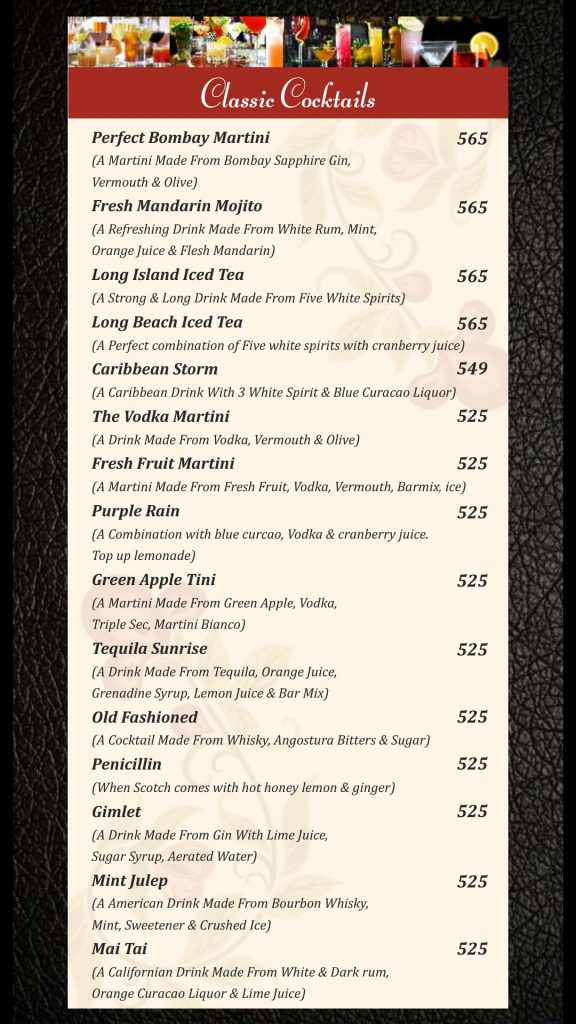 Classic Cocktails
Perfect Bombay Martini 565
(A Martini Made From Bombay Sapphire Gin,
Vermouth & Olive)
Fresh Mandarin Mojito 565
(A Refreshing Drink Made From White Rum, Mint,
Orange Juice & Flesh Mandarin)
Long Island Iced Tea 565
(A Strong & Long Drink Made From Five White Spirits)
Long Beach Iced Tea 565
(A Perfect combination of Five white spirits with cranberry juice)
Caribbean Storm 549
(A Caribbean Drink With 3 White Spirit & Blue Curacao Liquor)
The Vodka Martini 525
(A Drink Made From Vodka, Vermouth & Olive)
Fresh Fruit Martini 525
(A Martini Made From Fresh Fruit, Vodka, Vermouth, Barmix, ice)
Purple Rain 525
(A Combination with blue curcao, Vodka & cranberry juice.
Top up lemonade)
Green Apple Tini 525
(A Martini Made From Green Apple, Vodka,
Triple Sec, Martini Bianco)
Tequila Sunrise 525
(A Drink Made From Tequila, Orange Juice,
Grenadine Syrup, Lemon Juice & Bar Mix)
Old Fashioned 525
(A Cocktail Made From Whisky, Angostura Bitters & Sugar)
Penicillin 525
(When Scotch comes with hot honey lemon & ginger)
Gimlet 525
(A Drink Made From Gin With Lime Juice,
Sugar Syrup, Aerated Water)
Mint Julep 525
(A American Drink Made From Bourbon Whisky,
Mint, Sweetener & Crushed Ice)
Mai Tai 525
(A Californian Drink Made From White & Dark rum,
Orange Curacao Liquor & Lime Juice)